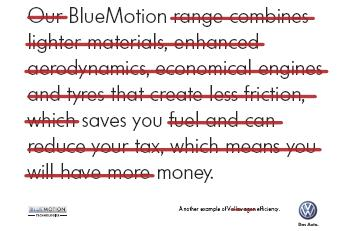 Our BlueMotion range combines
lighter materials, enhanced
aerodynamics, economical engines
and tyres that create less friction,
which saves you fuel and can
reduce your tax, which means you
will have more money.
BLUEMOTION
TECHNOLOGIES
Another example of Volkswagen efficiency.
Das Auto.